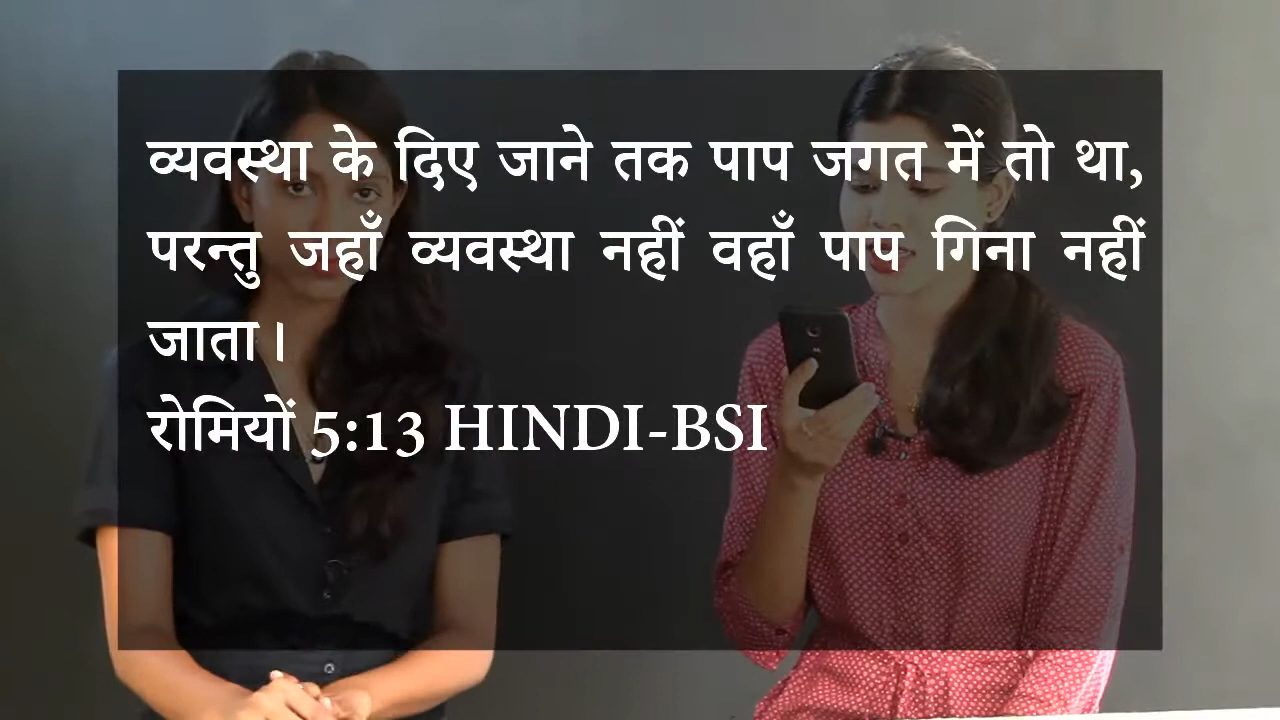 व्यवस्था के दिए जाने तक पाप जगत में तो था,
परन्तु जहाँ व्यवस्था नहीं वहाँ पाप गिना नहीं
जाता।
रोमियों 5:13 HINDI-BSI